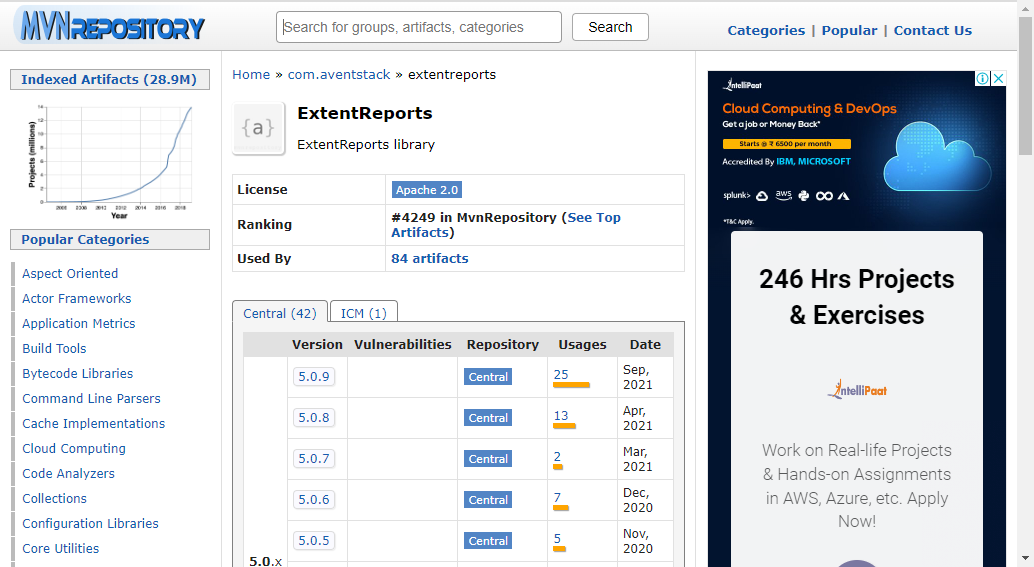 MVNREPOSITORY
Search for groups, artifacts, categories
Search
Categories | Popular | Contact Us
Indexed Artifacts (28.9M)
Projects (millions)
14
12
10
8
6
4
2
0
2006 2008 2010 2012 2014 2016 2018
Year
Popular Categories
Aspect Oriented
Actor Frameworks
Application Metrics
Build Tools
Bytecode Libraries
Command Line Parsers
Cache Implementations
Cloud Computing
Code Analyzers
Collections
Configuration Libraries
Core Utilities
Home » com.aventstack » extentreports
{a}
ExtentReports
ExtentReports library
License Apache 2.0
Ranking #4249 in MvnRepository (See Top
Artifacts)
Used By 84 artifacts
Central (42) ICM (1)
Version Vulnerabilities Repository Usages Date
5.0.9 Central 25 Sep,
2021
5.0.8 Central 13 Apr,
2021
5.0.7 Central 2 Mar,
2021
5.0.6 Central 7 Dec,
2020
5.0.5 Central 5 Nov,
2020
5.0.x
IntelliPaat
Cloud Computing & DevOps
Get a job or Money Back*
Starts @ ₹ 6500 per month
Accredited By IBM, MICROSOFT
splunk> aws
*T&C Apply.
246 Hrs Projects
& Exercises
IntelliPaat
Work on Real-life Projects
& Hands-on Assignments
in AWS, Azure, etc. Apply
Now!